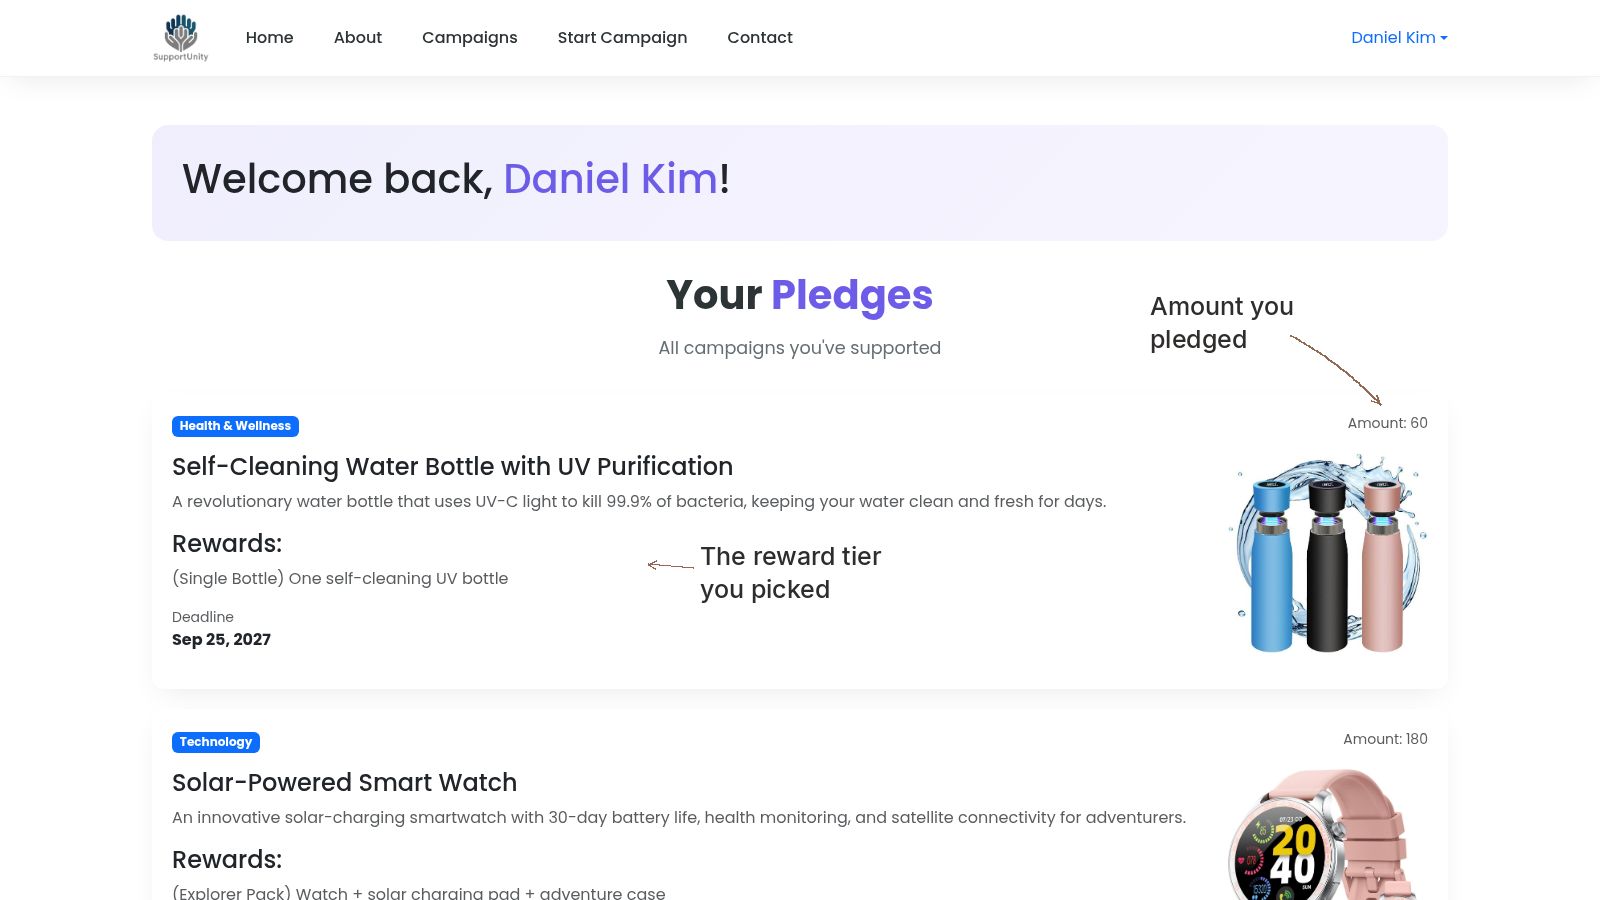 SupportUnity
Home
About
Campaigns
Start Campaign
Contact
Daniel Kim
Welcome back, Daniel Kim!
Your Pledges
All campaigns you've supported
Amount you
pledged
Health & Wellness
Amount: 60
Self-Cleaning Water Bottle with UV Purification
A revolutionary water bottle that uses UV-C light to kill 99.9% of bacteria, keeping your water clean and fresh for days.
Rewards:
(Single Bottle) One self-cleaning UV bottle
The reward tier
you picked
Deadline
Sep 25, 2027
Technology
Amount: 180
Solar-Powered Smart Watch
An innovative solar-charging smartwatch with 30-day battery life, health monitoring, and satellite connectivity for adventurers.
Rewards:
(Explorer Pack) Watch + solar charging pad + adventure case
20
40
SUN